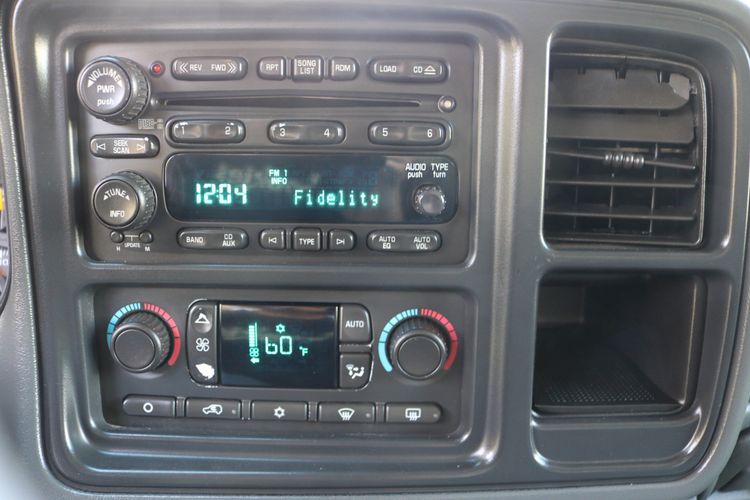 VOLUME
PWR
push
REV FWD
RPT
SONG LIST
RDM
LOAD CD
1 2
3 4
5 6
SEEK
SCAN
TUNE
INFO
FM 1
INFO
12:04 Fidelity
AUDIO TYPE
push turn
H UPDATE M
BAND
CD AUX
TYPE
AUTO EQ
AUTO VOL
AUTO
60 °F